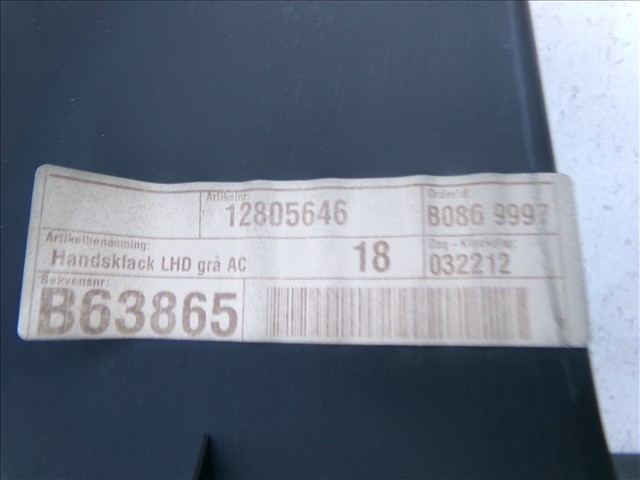 Artikelnr:
12805646
Order #:
B086 9997
Artikelbenämning:
Handskfack LHD grå AC
18
Dag - Klockslag:
032212
Sekvensnr:
B63865